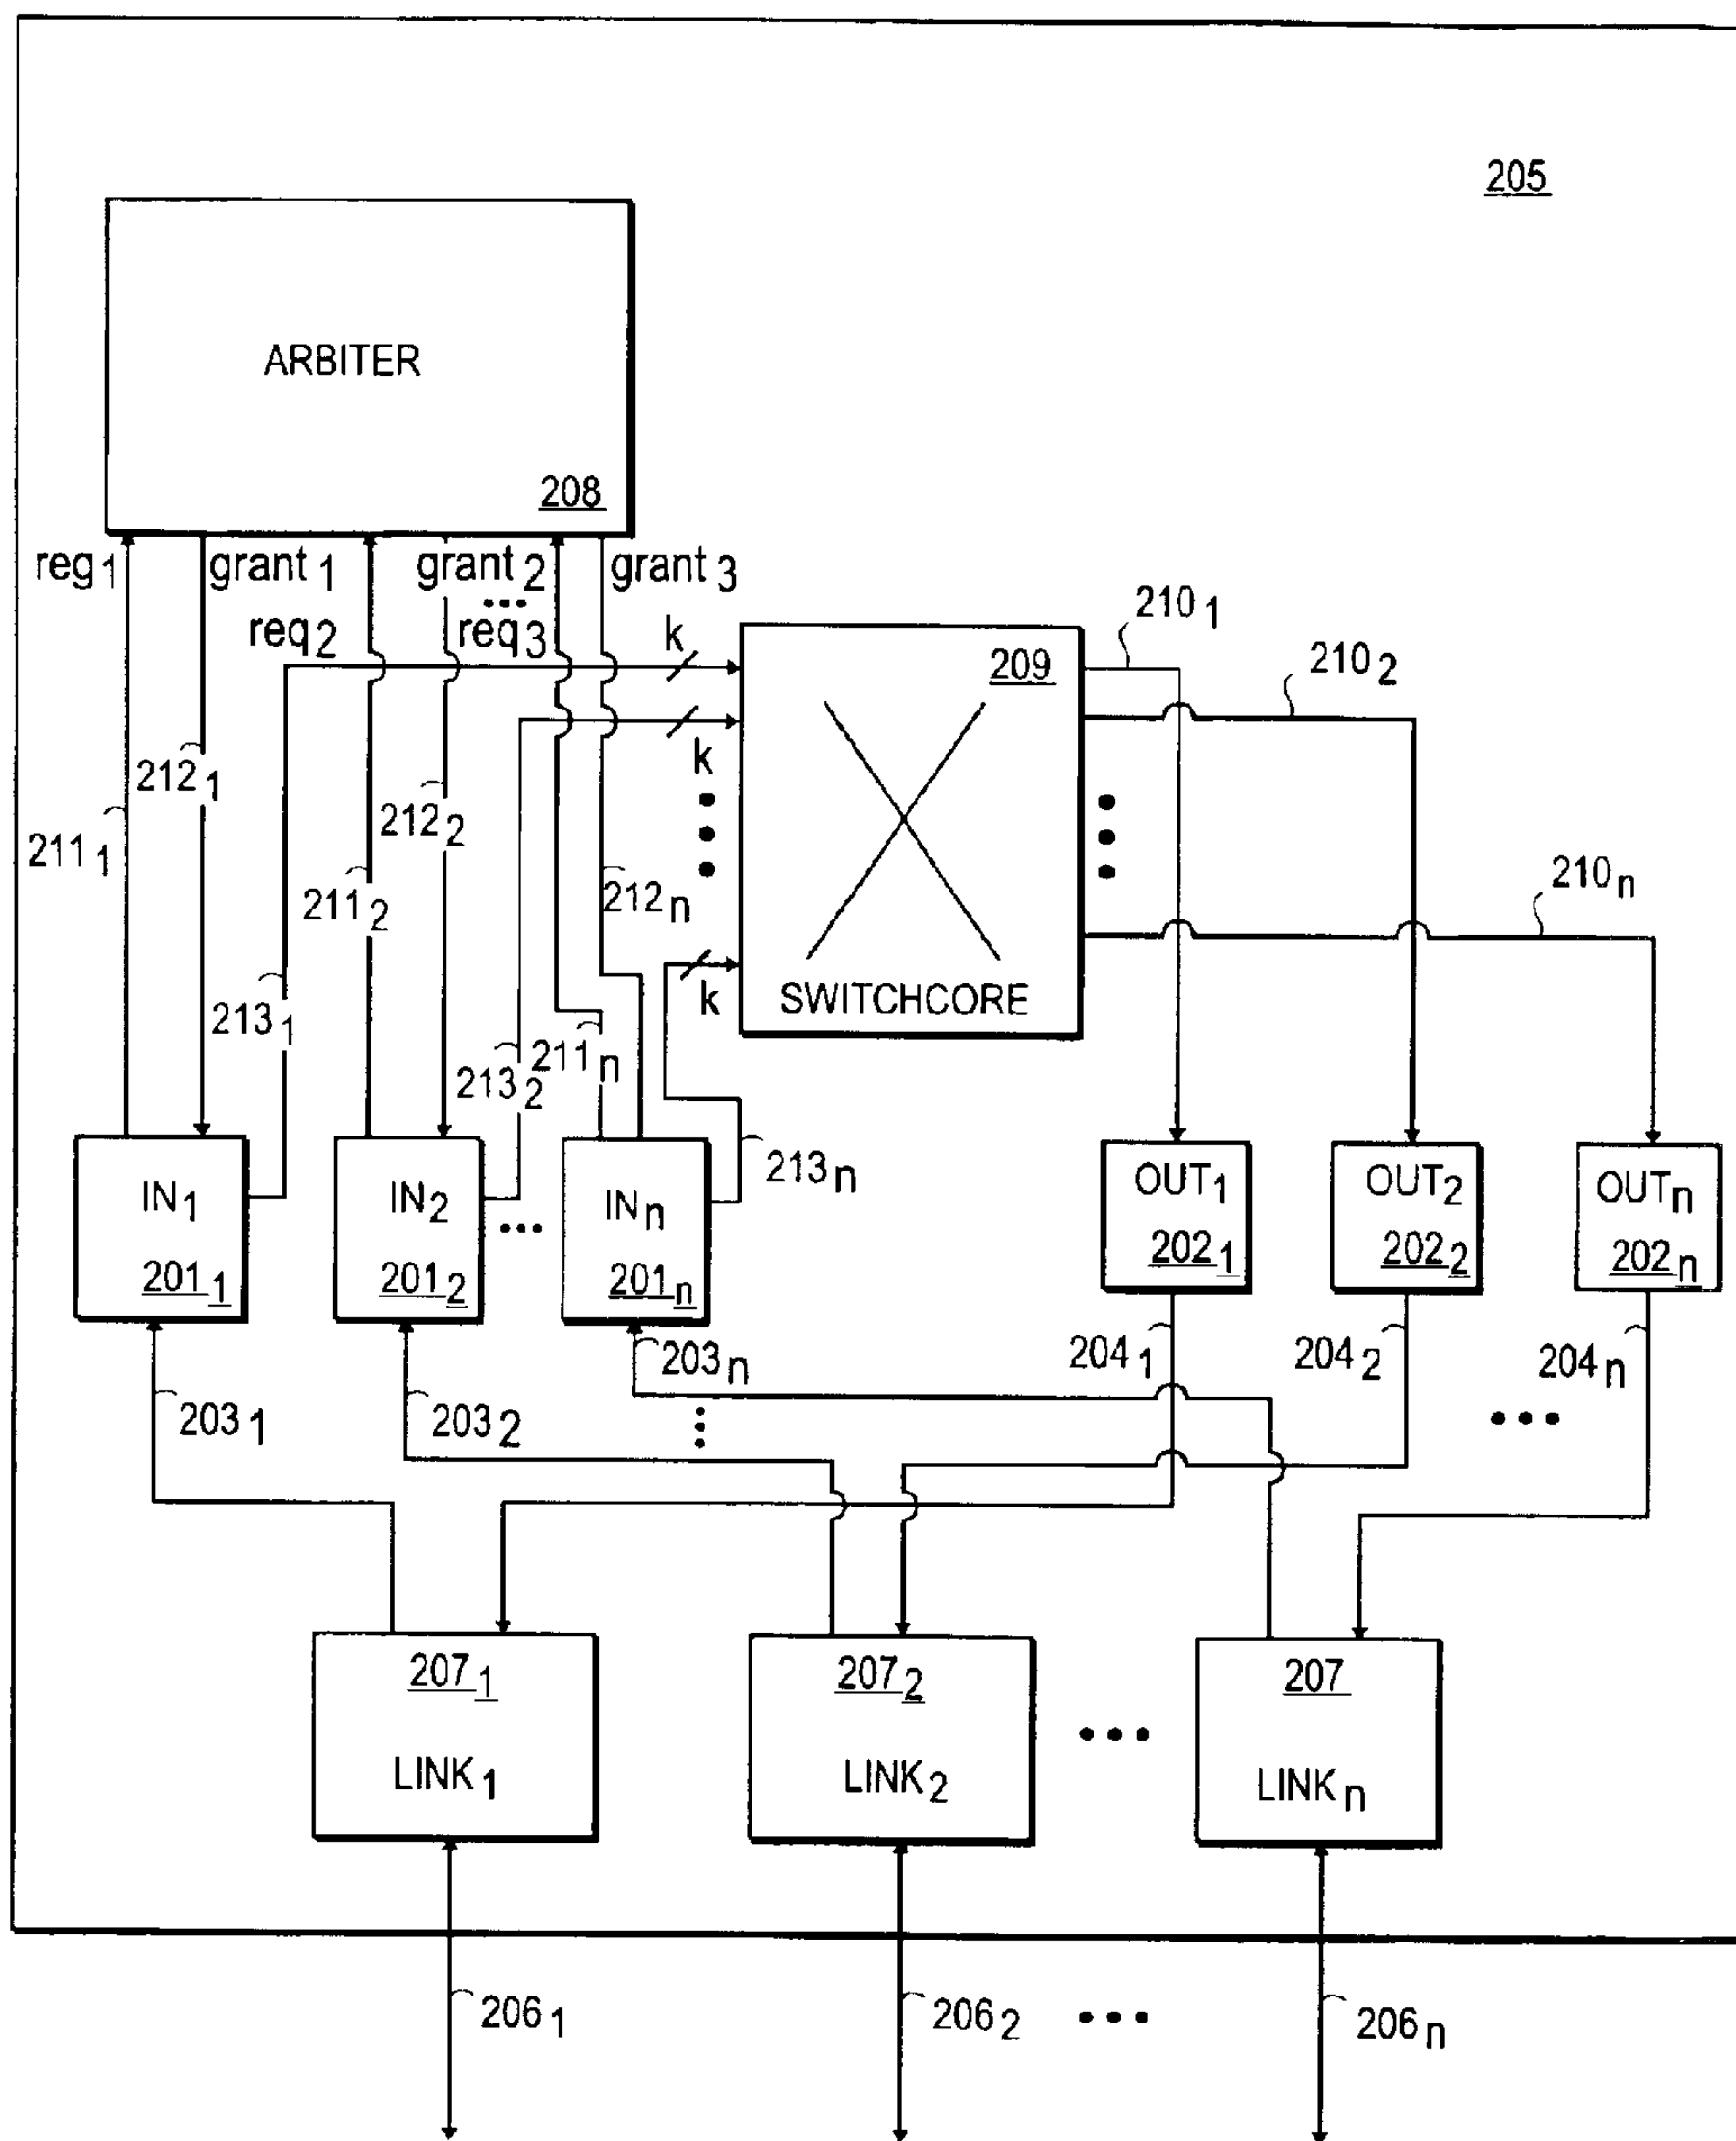 205
ARBITER
208
reg1 grant1 grant2 grant3
•••
req2 req3 k
2101
209
2102
k
2121
2122
2111
2112
212n
210n
k
SWITCHCORE
2131
2132
211n
213n
IN1
2011
IN2
2012
•••
INn
201n
OUT1
2021
OUT2
2022
OUTn
202n
2031
2032
203n
2041
2042
204n
•••
2071
LINK1
2072
LINK2
•••
207
LINKn
2061
2062
•••
206n